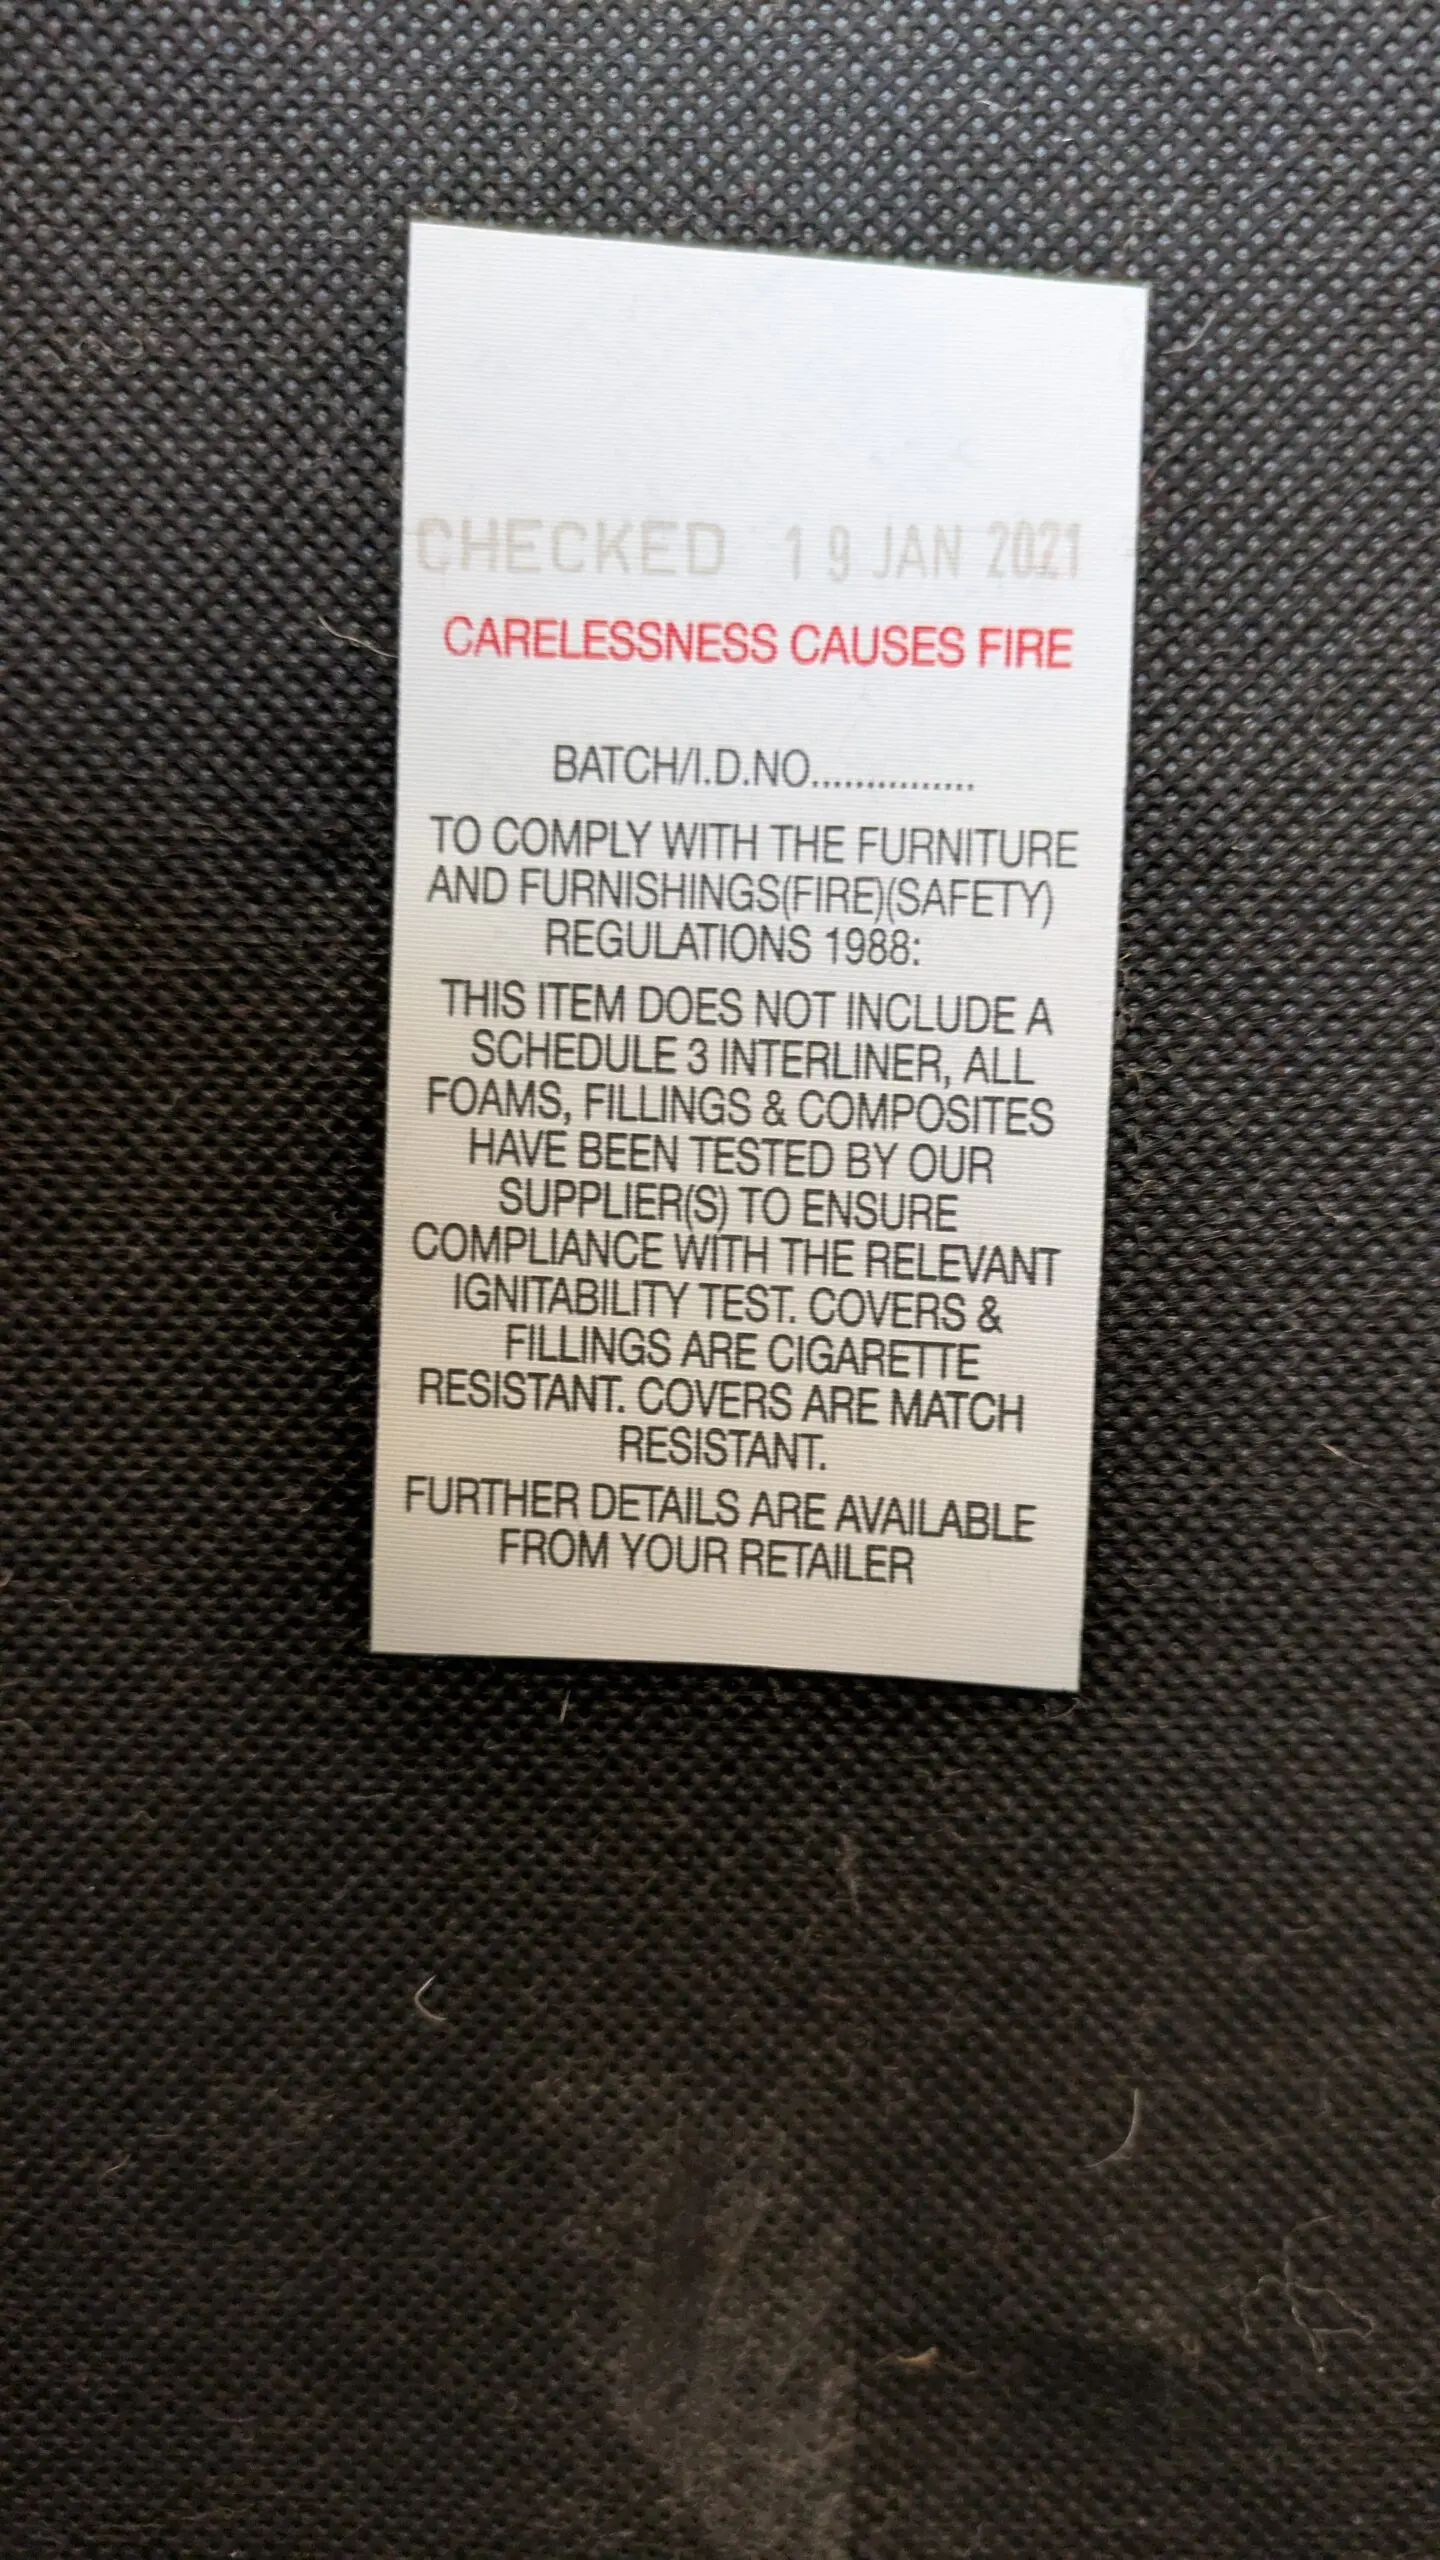 CHECKED 19 JAN 2021
CARELESSNESS CAUSES FIRE
BATCH/I.D.NO...............
TO COMPLY WITH THE FURNITURE
AND FURNISHINGS(FIRE)(SAFETY)
REGULATIONS 1988:
THIS ITEM DOES NOT INCLUDE A
SCHEDULE 3 INTERLINER, ALL
FOAMS, FILLINGS & COMPOSITES
HAVE BEEN TESTED BY OUR
SUPPLIER(S) TO ENSURE
COMPLIANCE WITH THE RELEVANT
IGNITABILITY TEST. COVERS &
FILLINGS ARE CIGARETTE
RESISTANT. COVERS ARE MATCH
RESISTANT.
FURTHER DETAILS ARE AVAILABLE
FROM YOUR RETAILER